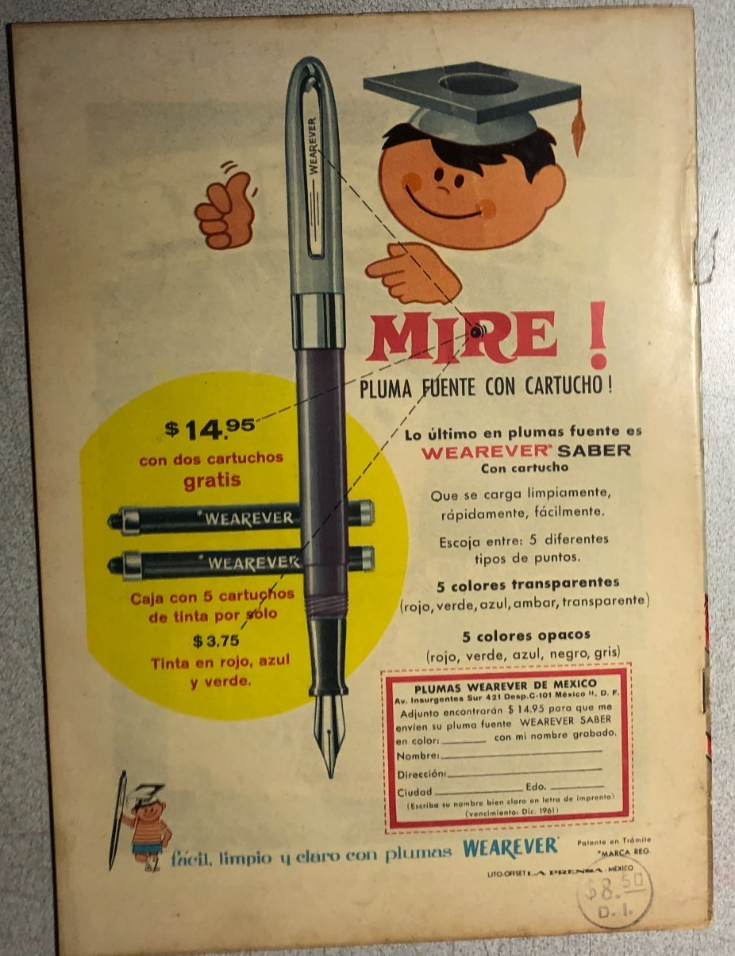 WEAREVER
MIRE!
PLUMA FUENTE CON CARTUCHO!
$14.95
con dos cartuchos
gratis
*WEAREVER
*WEAREVER
Caja con 5 cartuchos
de tinta por sólo
$3.75
Tinta en rojo, azul
y verde.
Lo último en plumas fuente es
WEAREVER* SABER
Con cartucho
Que se carga limpiamente,
rápidamente, fácilmente.
Escoja entre: 5 diferentes
tipos de puntos.
5 colores transparentes
(rojo, verde, azul, ambar, transparente)
5 colores opacos
(rojo, verde, azul, negro, gris)
PLUMAS WEAREVER DE MEXICO
Av. Insurgentes Sur 421 Desp. C-101 México 11, D. F.
Adjunto encontrarán $14.95 para que me
envíen su pluma fuente WEAREVER SABER
en color: ______ con mi nombre grabado.
Nombre: ______
Dirección: ______
Ciudad ______ Edo. ______
(Escriba su nombre bien claro en letra de imprenta)
(vencimiento: Dic. 1961)
fácil, limpio y claro con plumas WEAREVER*
Patente en Trámite
*MARCA REG.
LITO. OFFSET LA PRENSA - MEXICO
$8.50
D. I.